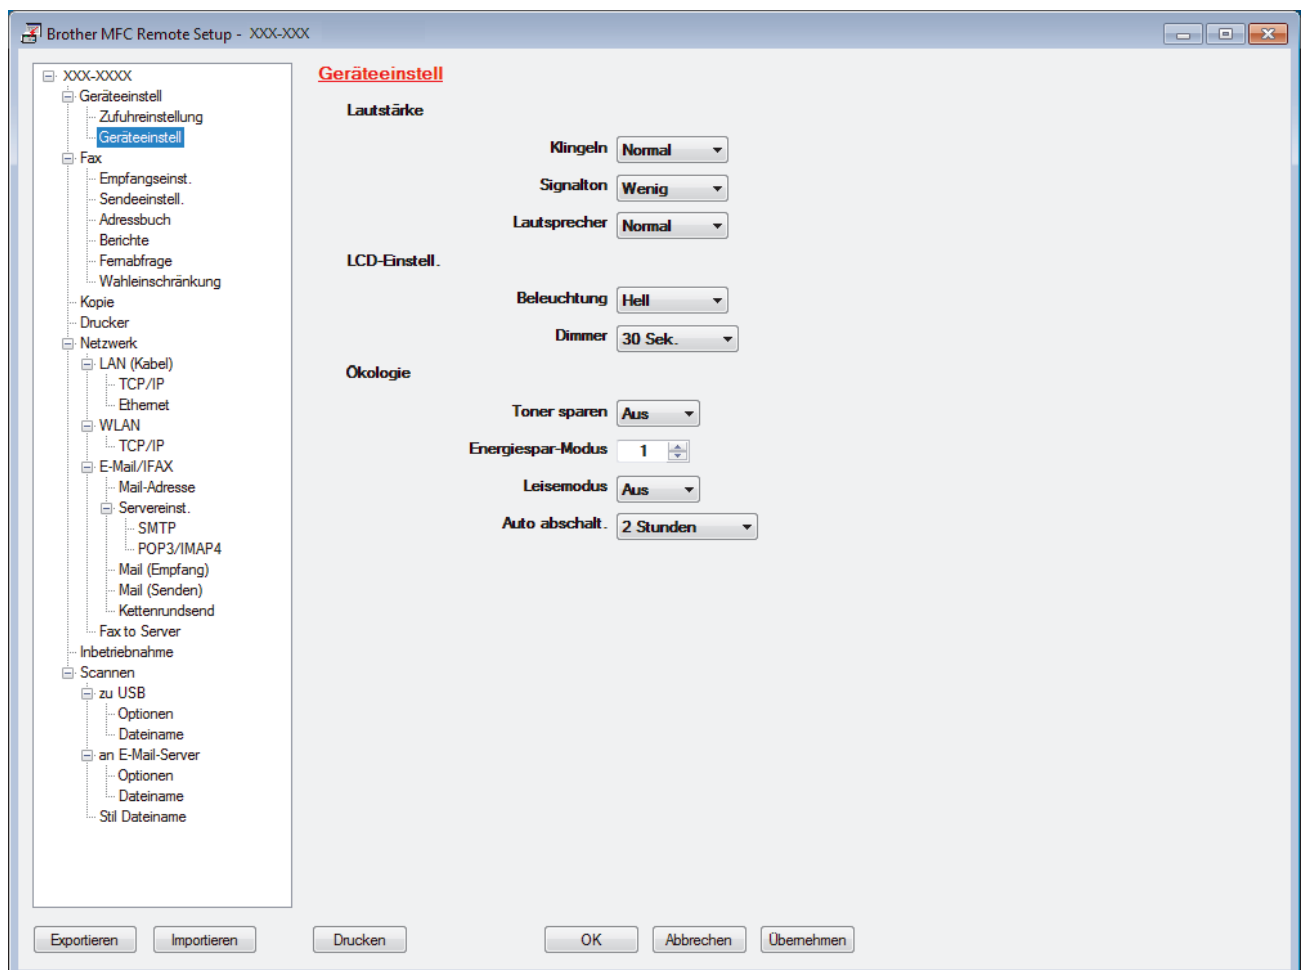 Brother MFC Remote Setup - XXX-XXX
XXX-XXXX
Geräteeinstell
Zufuhreinstellung
Geräteeinstell
Fax
Empfangseinst.
Sendeeinstell.
Adressbuch
Berichte
Fernabfrage
Wahleinschränkung
Kopie
Drucker
Netzwerk
LAN (Kabel)
TCP/IP
Ethernet
WLAN
TCP/IP
E-Mail/IFAX
Mail-Adresse
Servereinst.
SMTP
POP3/IMAP4
Mail (Empfang)
Mail (Senden)
Kettenrundsend
Fax to Server
Inbetriebnahme
Scannen
zu USB
Optionen
Dateiname
an E-Mail-Server
Optionen
Dateiname
Stil Dateiname
Geräteeinstell
Lautstärke
Klingeln Normal
Signalton Wenig
Lautsprecher Normal
LCD-Einstell.
Beleuchtung Hell
Dimmer 30 Sek.
Ökologie
Toner sparen Aus
Energiespar-Modus 1
Leisemodus Aus
Auto abschalt. 2 Stunden
Exportieren Importieren Drucken OK Abbrechen Übernehmen